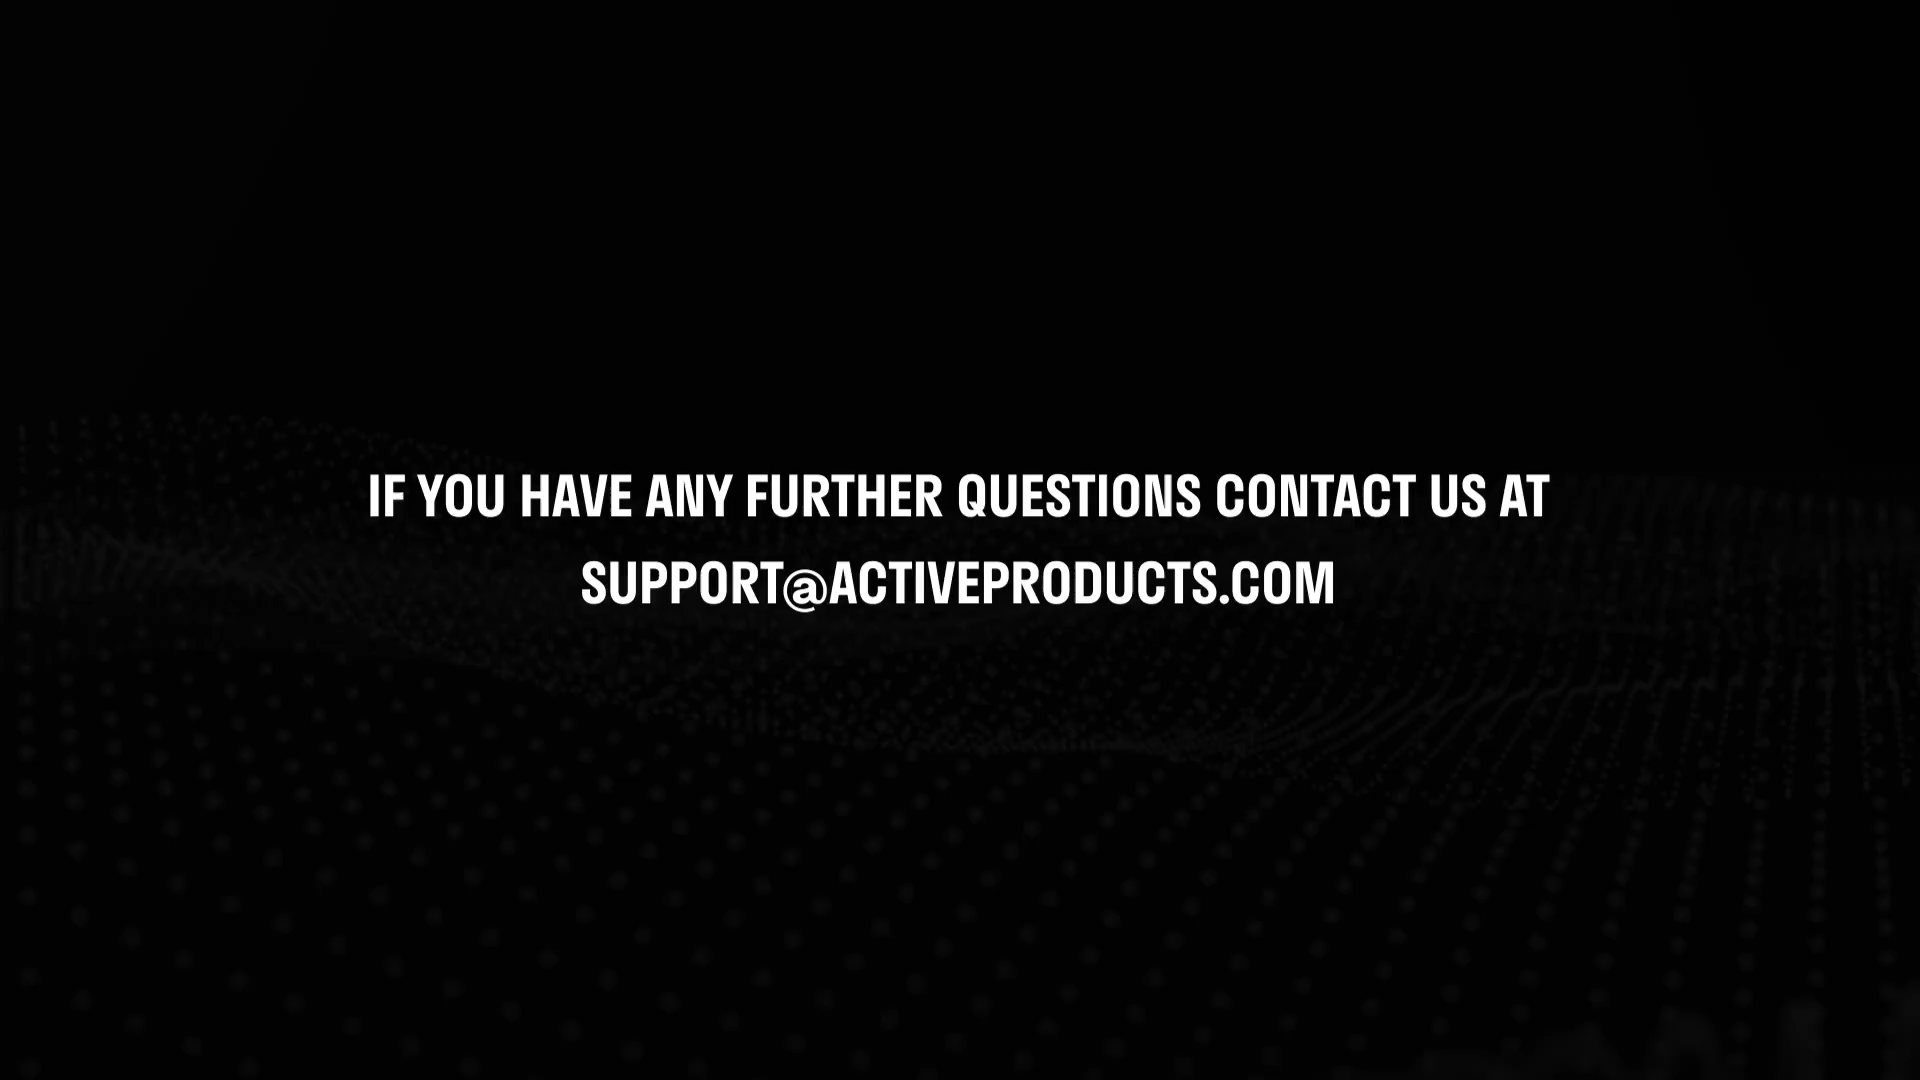 IF YOU HAVE ANY FURTHER QUESTIONS CONTACT US AT
SUPPORT@ACTIVEPRODUCTS.COM